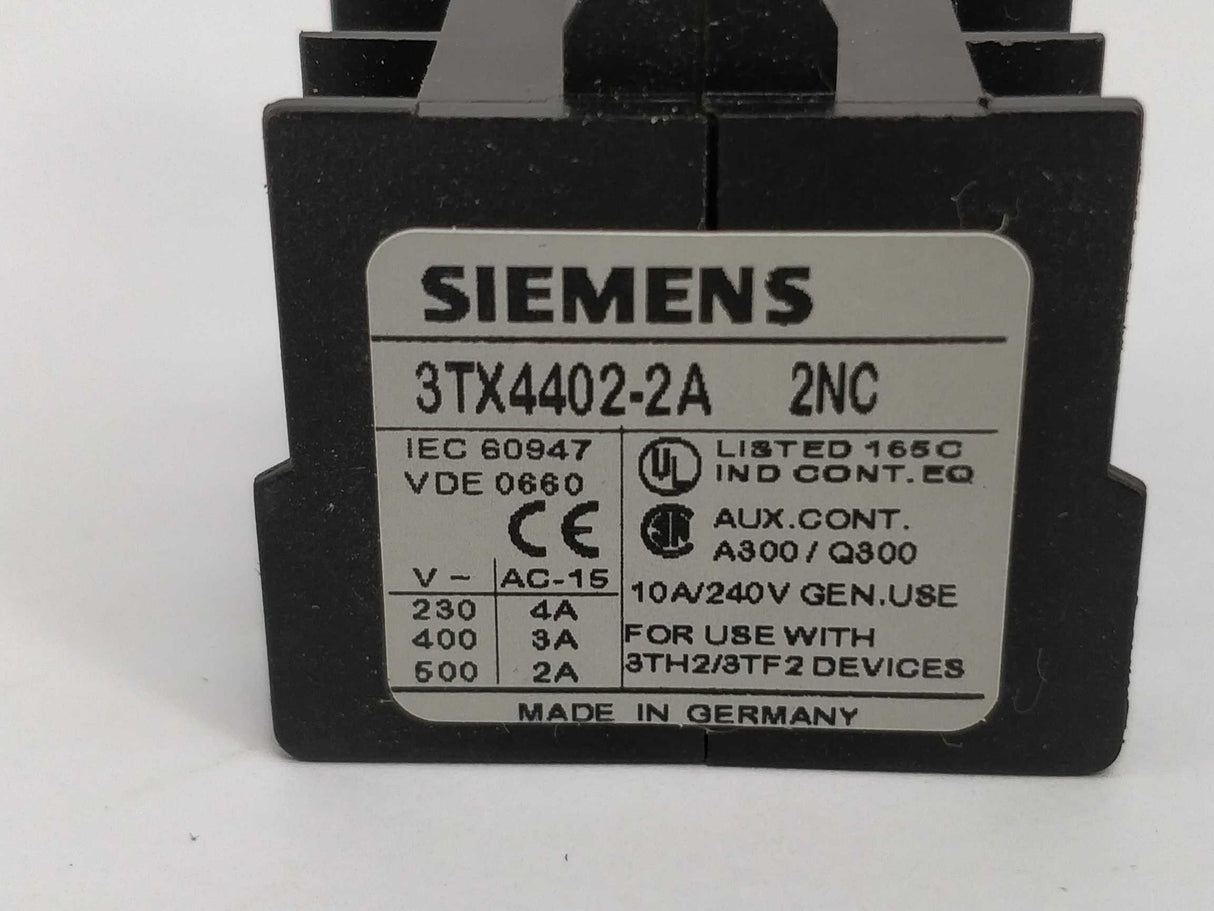 SIEMENS
3TX4402-2A 2NC
IEC 60947
VDE 0660
CE
V ~ AC-15
230 4A
400 3A
500 2A
UL LISTED 165C
IND CONT. EQ
AUX.CONT.
A300 / Q300
10A/240V GEN.USE
FOR USE WITH
3TH2/3TF2 DEVICES
MADE IN GERMANY